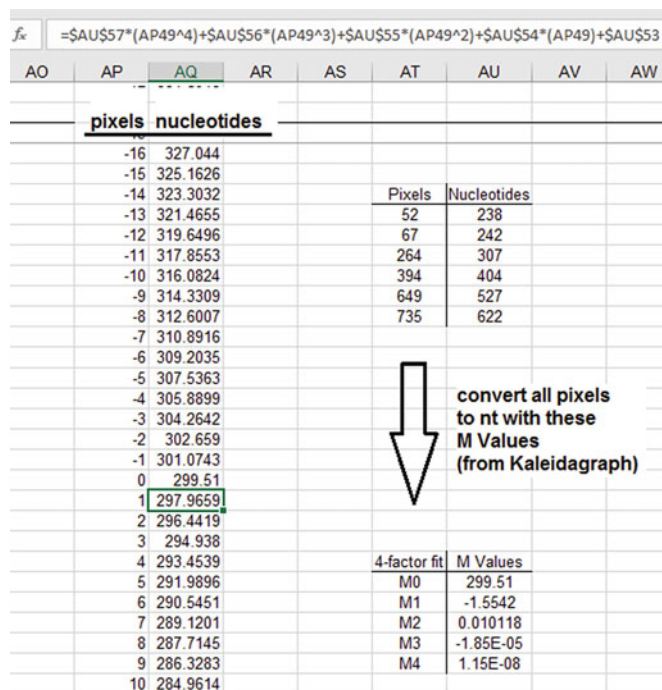 fx =$AU$57*(AP49^4)+$AU$56*(AP49^3)+$AU$55*(AP49^2)+$AU$54*(AP49)+$AU$53
AO AP AQ AR AS AT AU AV AW
pixels nucleotides
-16 327.044
-15 325.1626
-14 323.3032 Pixels Nucleotides
-13 321.4655 52 238
-12 319.6496 67 242
-11 317.8553 264 307
-10 316.0824 394 404
-9 314.3309 649 527
-8 312.6007 735 622
-7 310.8916
-6 309.2035
-5 307.5363
-4 305.8899 convert all pixels
-3 304.2642 to nt with these
-2 302.659 M Values
-1 301.0743 (from Kaleidagraph)
0 299.51
1 297.9659
2 296.4419
3 294.938
4 293.4539 4-factor fit M Values
5 291.9896 M0 299.51
6 290.5451 M1 -1.5542
7 289.1201 M2 0.010118
8 287.7145 M3 -1.85E-05
9 286.3283 M4 1.15E-08
10 284.9614